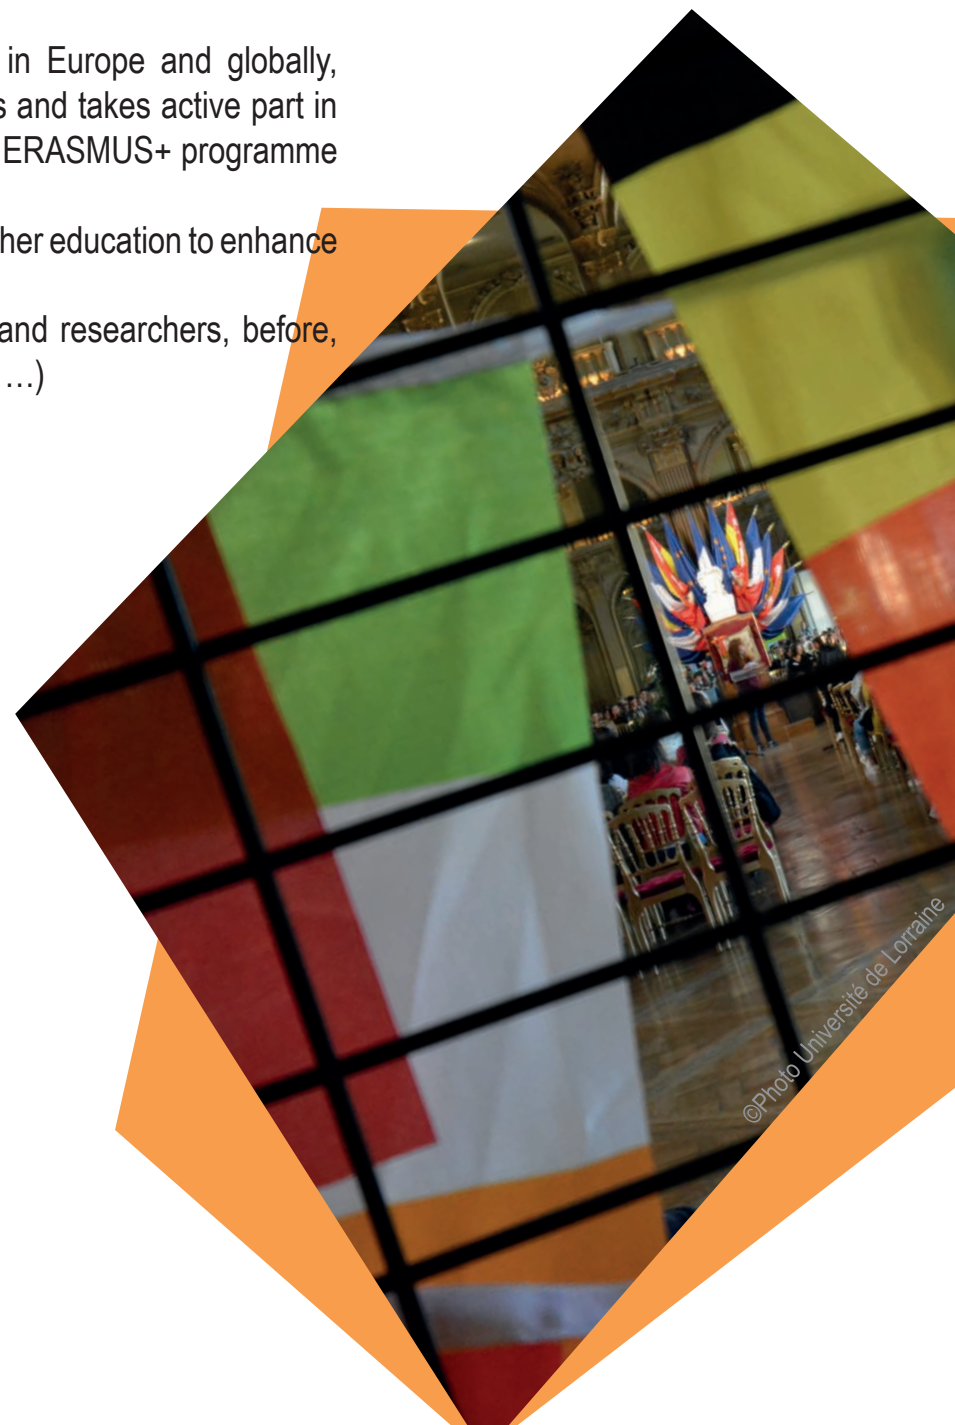 in Europe and globally,
and takes active part in
ERASMUS+ programme
education to enhance
and researchers, before,
…)
©Photo Université de Lorraine